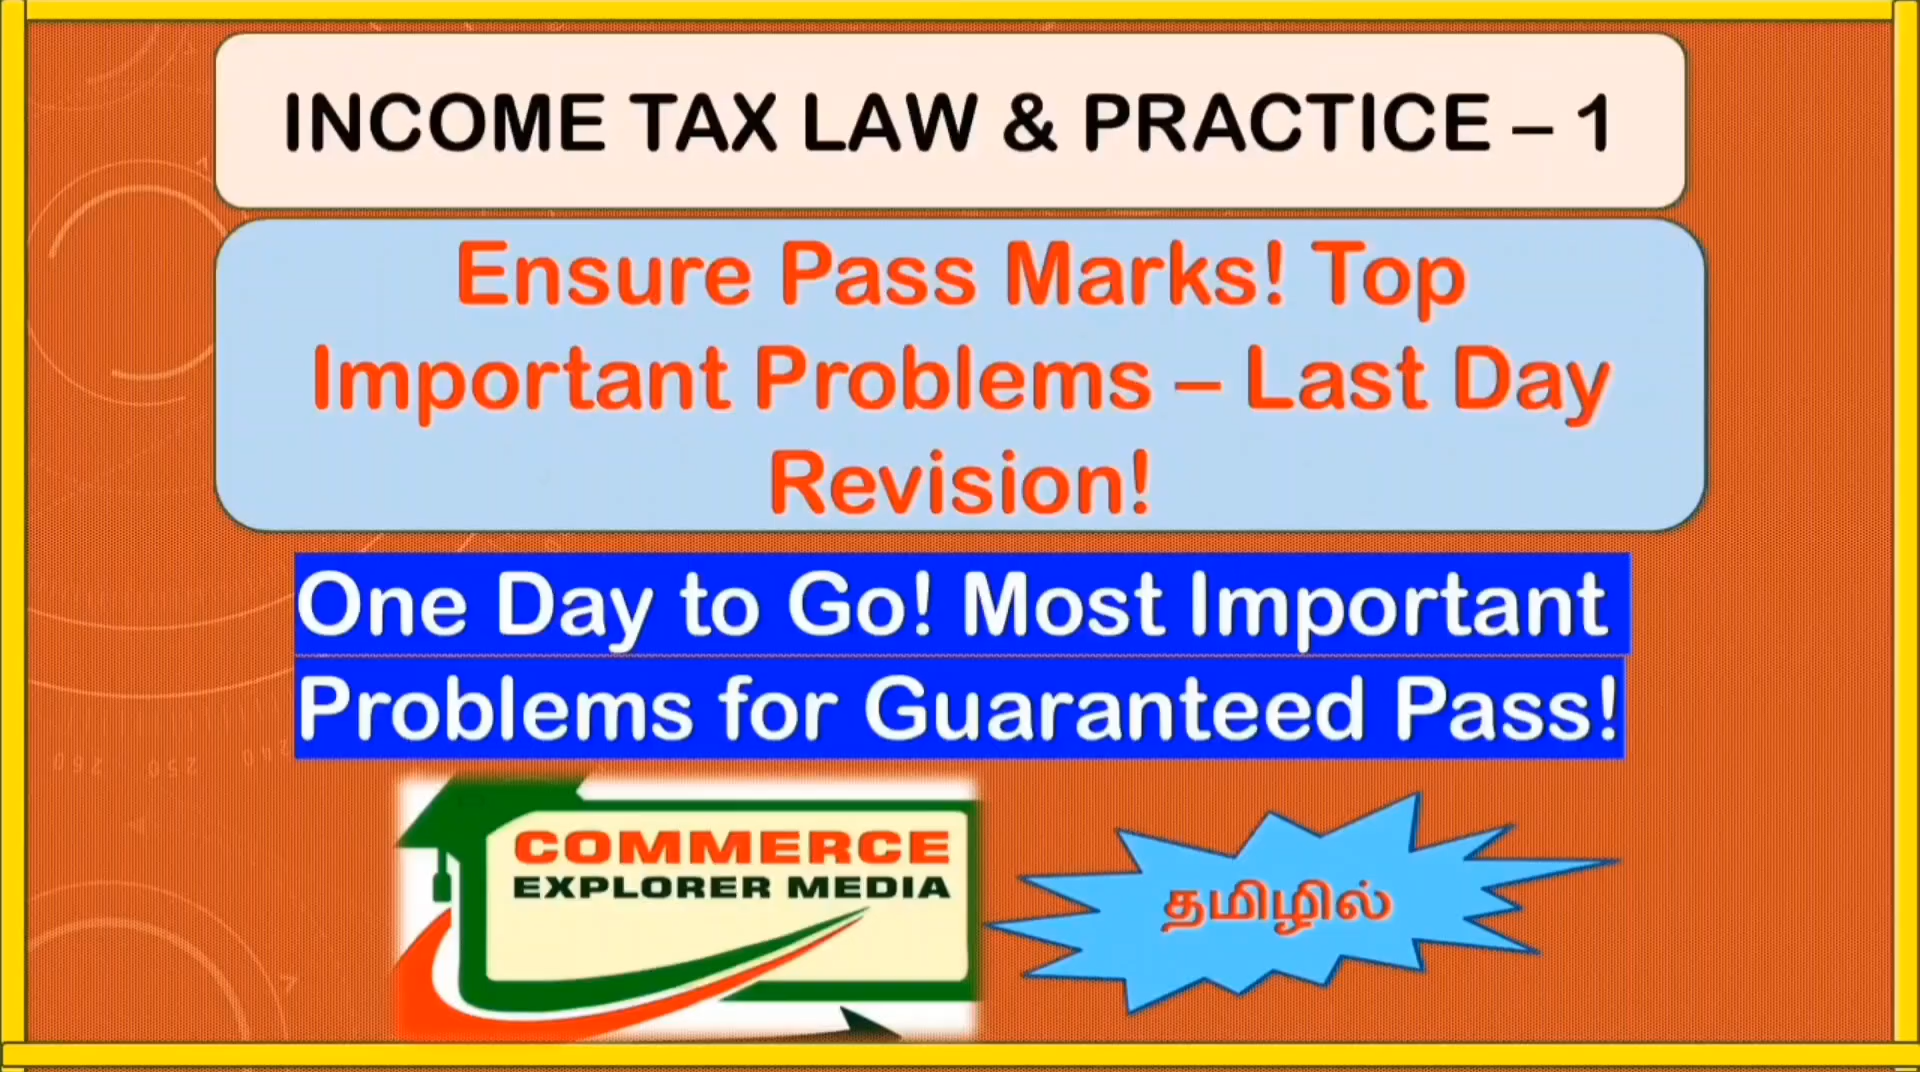 INCOME TAX LAW & PRACTICE – 1
Ensure Pass Marks! Top
Important Problems – Last Day
Revision!
One Day to Go! Most Important
Problems for Guaranteed Pass!
COMMERCE
EXPLORER MEDIA
தமிழில்